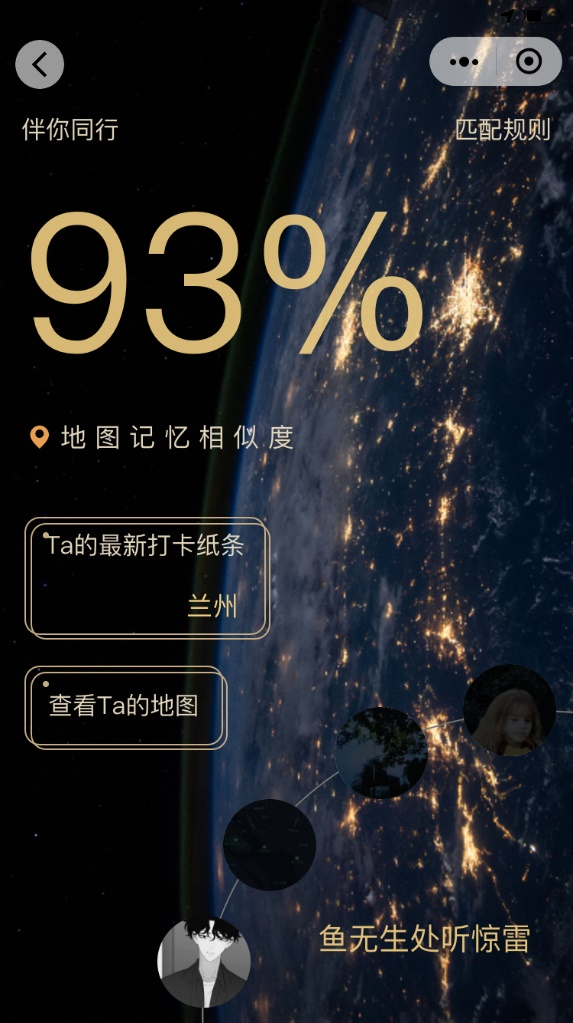 伴你同行
匹配规则
93%
地图记忆相似度
Ta的最新打卡纸条
兰州
查看Ta的地图
鱼无生处听惊雷